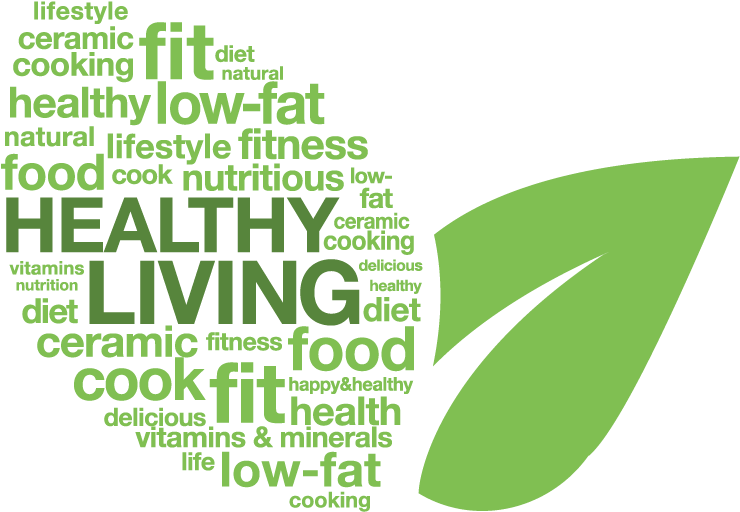 lifestyle
ceramic
cooking
fit
diet
natural
healthy
low-fat
natural
lifestyle
fitness
food
cook
nutritious
low-
fat
HEALTHY
ceramic
cooking
vitamins
nutrition
LIVING
delicious
healthy
diet
diet
ceramic
fitness
food
cook
fit
happy&healthy
delicious
health
vitamins & minerals
life
low-fat
cooking